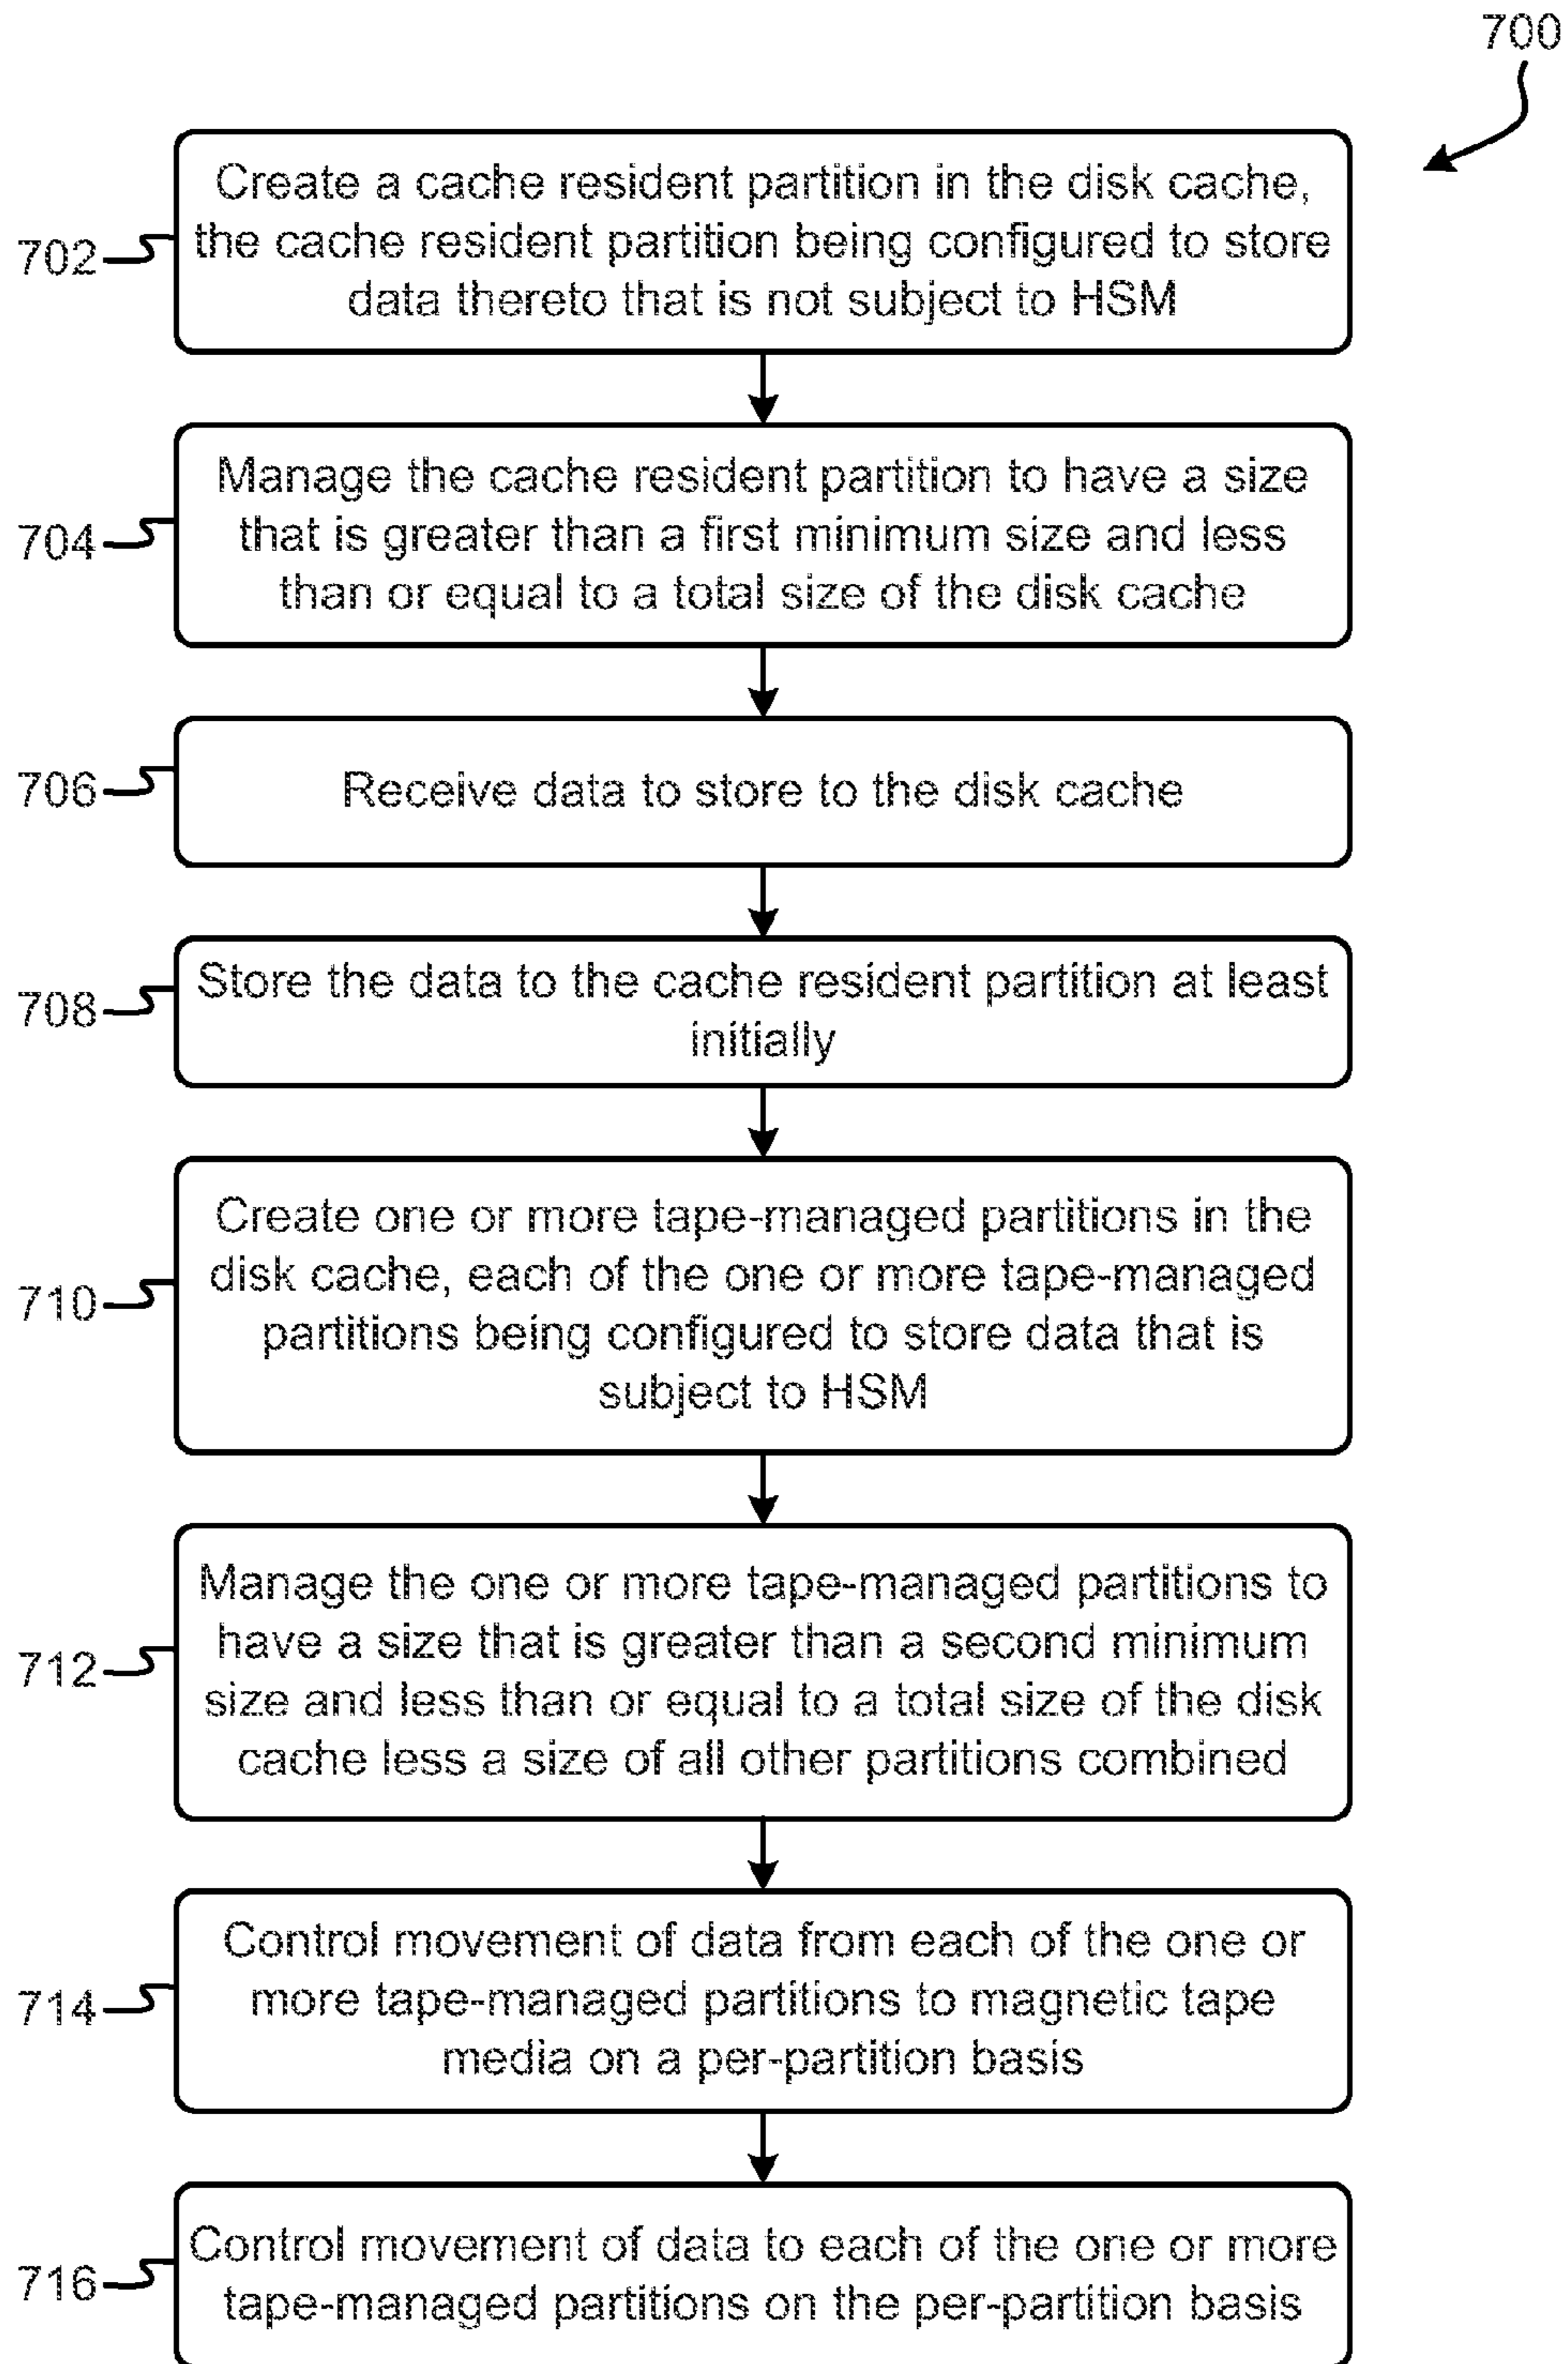 700
Create a cache resident partition in the disk cache,
the cache resident partition being configured to store
data thereto that is not subject to HSM
702
Manage the cache resident partition to have a size
that is greater than a first minimum size and less
than or equal to a total size of the disk cache
704
Receive data to store to the disk cache
706
Store the data to the cache resident partition at least
initially
708
Create one or more tape-managed partitions in the
disk cache, each of the one or more tape-managed
partitions being configured to store data that is
subject to HSM
710
Manage the one or more tape-managed partitions to
have a size that is greater than a second minimum
size and less than or equal to a total size of the disk
cache less a size of all other partitions combined
712
Control movement of data from each of the one or
more tape-managed partitions to magnetic tape
media on a per-partition basis
714
Control movement of data to each of the one or more
tape-managed partitions on the per-partition basis
716